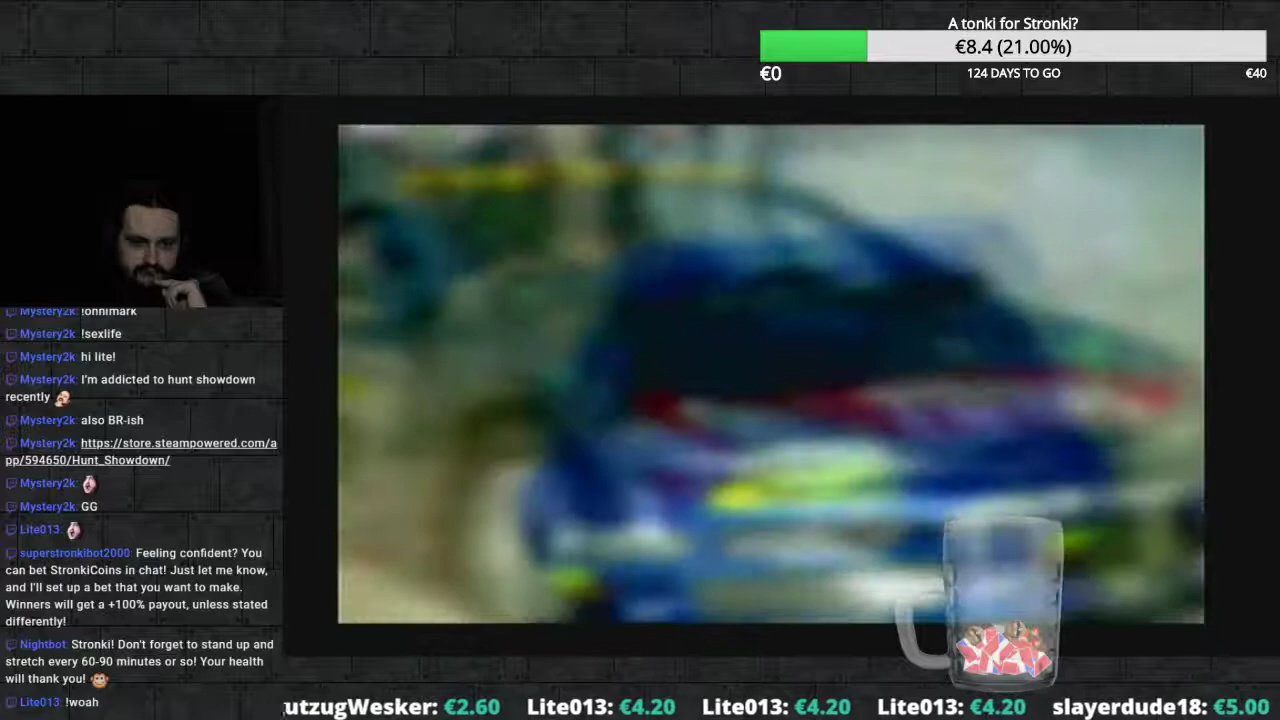 A tonki for Stronki?
€8.4 (21.00%)
€0
124 DAYS TO GO
€40
Mystery2k: !onnimark
Mystery2k: !sexlife
Mystery2k: hi lite!
Mystery2k: I'm addicted to hunt showdown
recently
Mystery2k: also BR-ish
Mystery2k: https://store.steampowered.com/a
pp/594650/Hunt_Showdown/
Mystery2k:
Mystery2k: GG
Lite013:
superstronkibot2000: Feeling confident? You
can bet StronkiCoins in chat! Just let me know,
and I'll set up a bet that you want to make.
Winners will get a +100% payout, unless stated
differently!
Nightbot: Stronki! Don't forget to stand up and
stretch every 60-90 minutes or so! Your health
will thank you!
Lite013 !woah
utzugWesker: €2.60 Lite013: €4.20 Lite013: €4.20 Lite013: €4.20 slayerdude18: €5.00